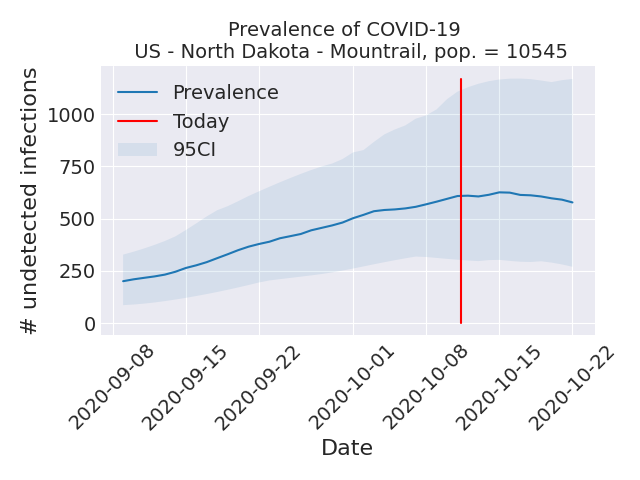 Prevalence of COVID-19
US - North Dakota - Mountrail, pop. = 10545
# undetected infections
1000
750
500
250
0
Prevalence
Today
95CI
2020-09-08
2020-09-15
2020-09-22
2020-10-01
2020-10-08
2020-10-15
2020-10-22
Date